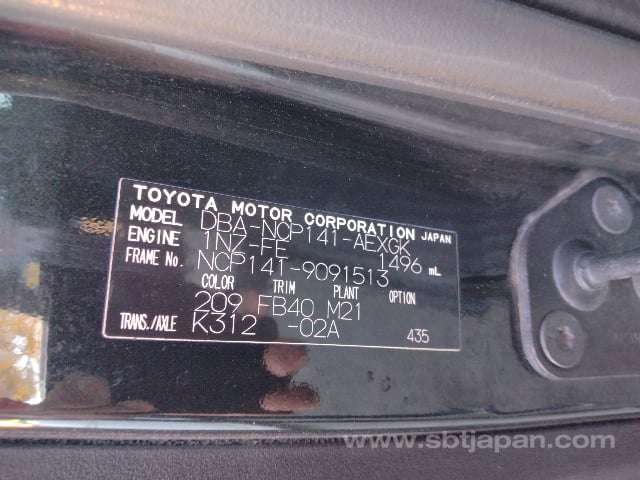 TOYOTA MOTOR CORPORATION JAPAN
MODEL DBA-NCP141-AEXGK
ENGINE 1NZ-FE 1496 mL
FRAME No. NCP141-9091513
COLOR TRIM PLANT OPTION
209 FB40 M21
TRANS./AXLE K312 -02A 435
www.sbtjapan.com